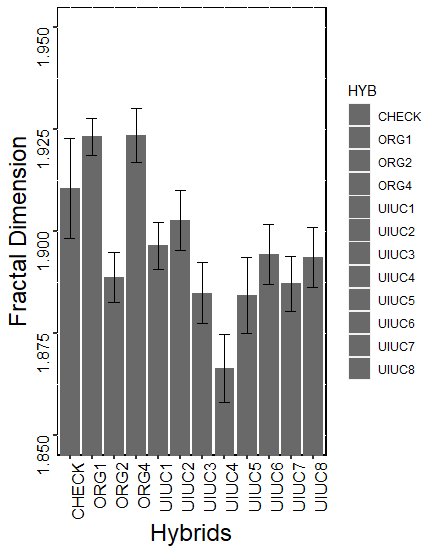 Fractal Dimension
1.950
1.925
1.900
1.875
1.850
CHECK
ORG1
ORG2
ORG4
UIUC1
UIUC2
UIUC3
UIUC4
UIUC5
UIUC6
UIUC7
UIUC8
Hybrids
HYB
CHECK
ORG1
ORG2
ORG4
UIUC1
UIUC2
UIUC3
UIUC4
UIUC5
UIUC6
UIUC7
UIUC8